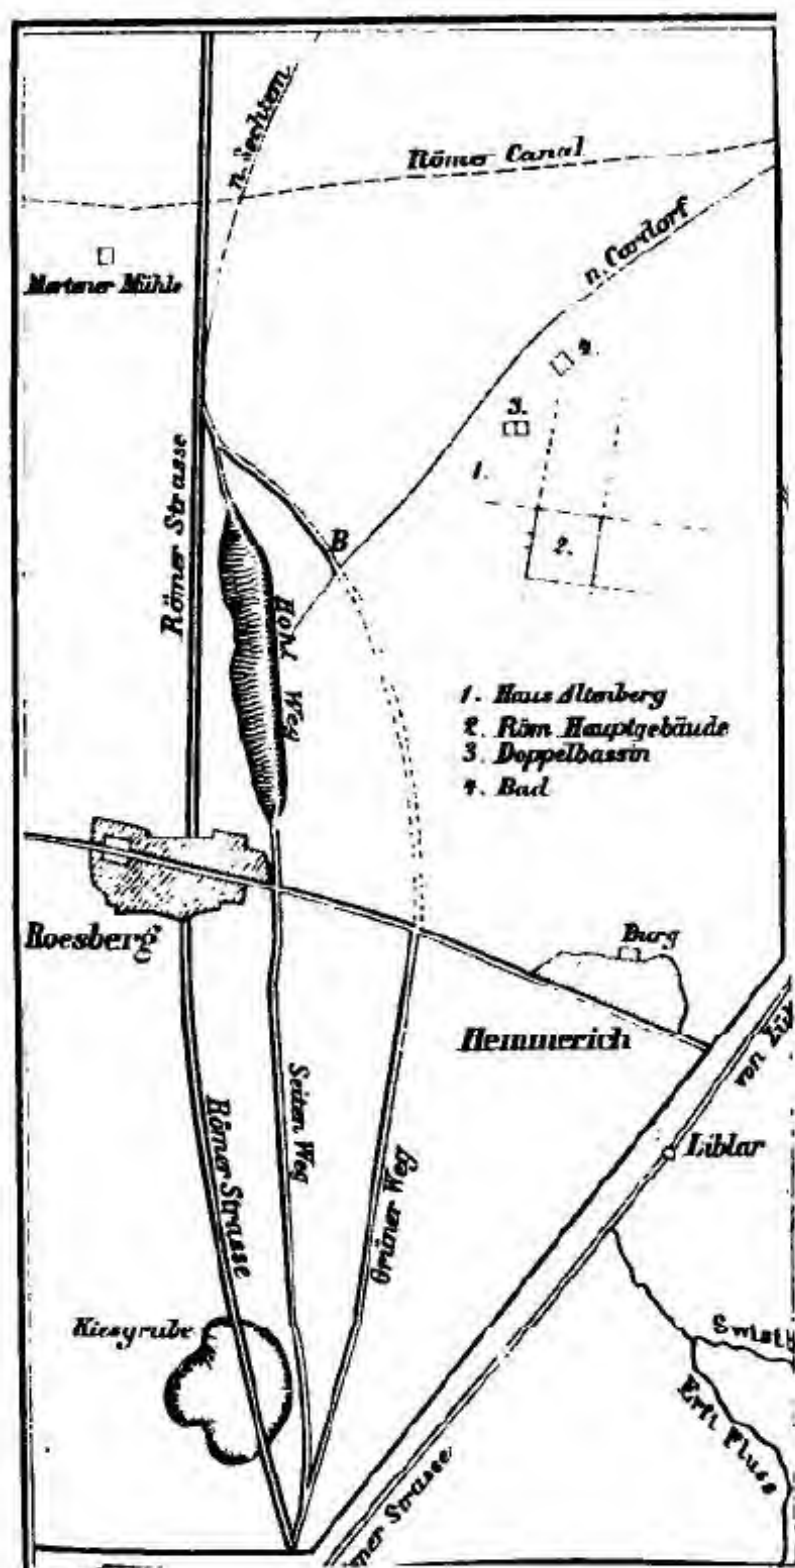 n. Sechtem
Römer Canal
n. Cardorf
Mertener Mühle
4.
3.
1.
2.
Römer Strasse
B
Hohl Weg
1. Haus Altenberg
2. Röm Hauptgebäude
3. Doppelbassin
4. Bad
Roesberg
Burg
Hemmerich
von
Liblar
Römer Strasse
Seiten Weg
Grüner Weg
Kiesgrube
Swist
Erft Fluss
Strasse